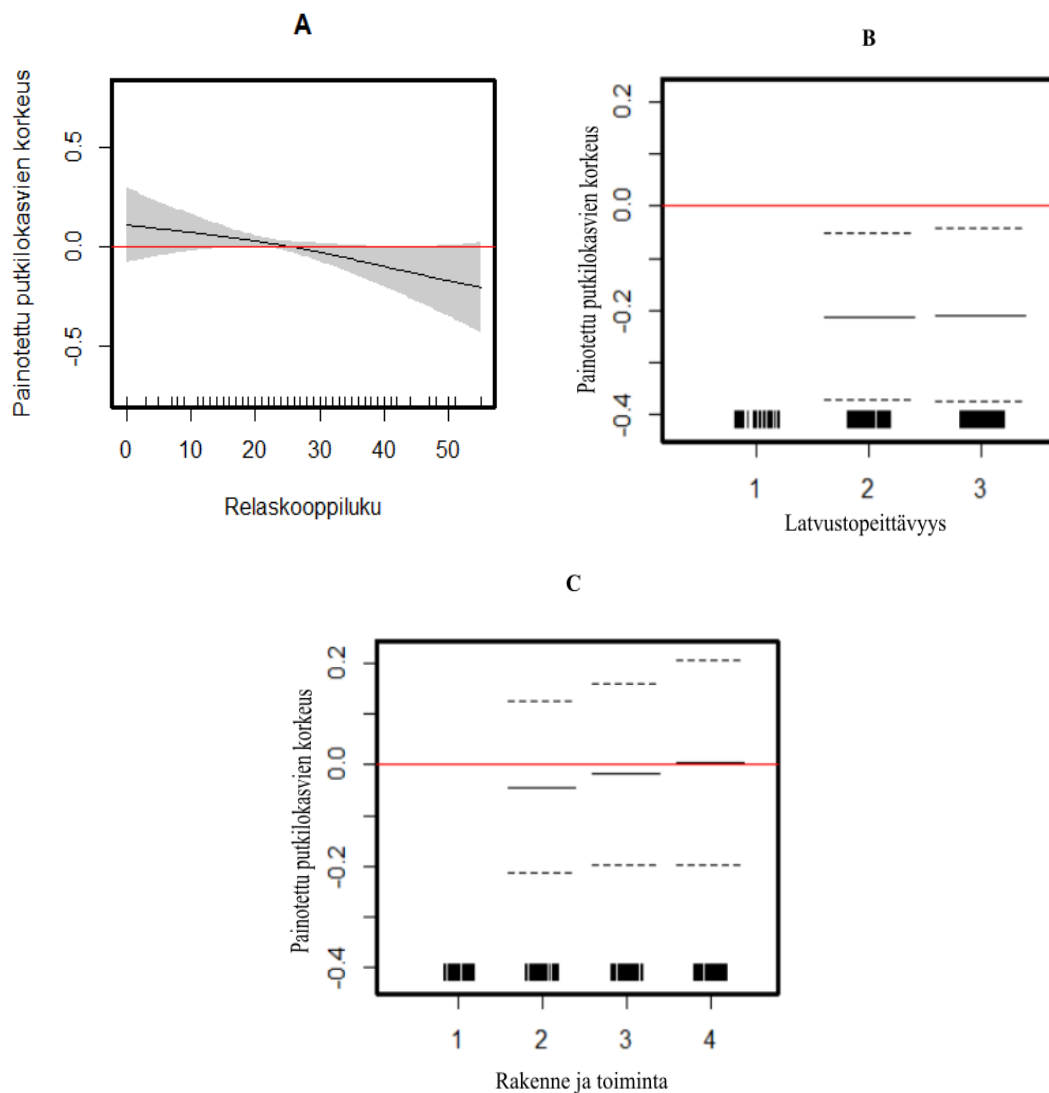 A
Painotettu putkilokasvien korkeus
0.5
0.0
-0.5
0 10 20 30 40 50
Relaskooppiluku
B
Painotettu putkilokasvien korkeus
0.2
0.0
-0.2
-0.4
1 2 3
Latvustopeittävyys
C
Painotettu putkilokasvien korkeus
0.2
0.0
-0.2
-0.4
1 2 3 4
Rakenne ja toiminta